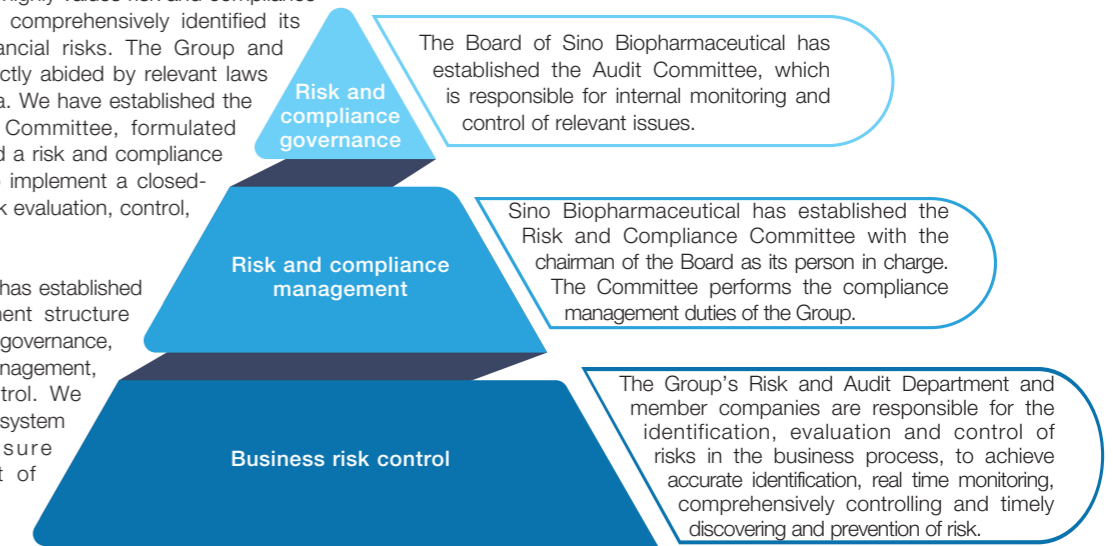 highly values risk and compliance
comprehensively identified its
ancial risks. The Group and
ctly abided by relevant laws
a. We have established the
Committee, formulated
d a risk and compliance
implement a closed-
k evaluation, control,
has established
ment structure
governance,
nagement,
trol. We
system
sure
t of
Risk and
compliance
governance
The Board of Sino Biopharmaceutical has
established the Audit Committee, which
is responsible for internal monitoring and
control of relevant issues.
Risk and compliance
management
Sino Biopharmaceutical has established the
Risk and Compliance Committee with the
chairman of the Board as its person in charge.
The Committee performs the compliance
management duties of the Group.
Business risk control
The Group's Risk and Audit Department and
member companies are responsible for the
identification, evaluation and control of
risks in the business process, to achieve
accurate identification, real time monitoring,
comprehensively controlling and timely
discovering and prevention of risk.